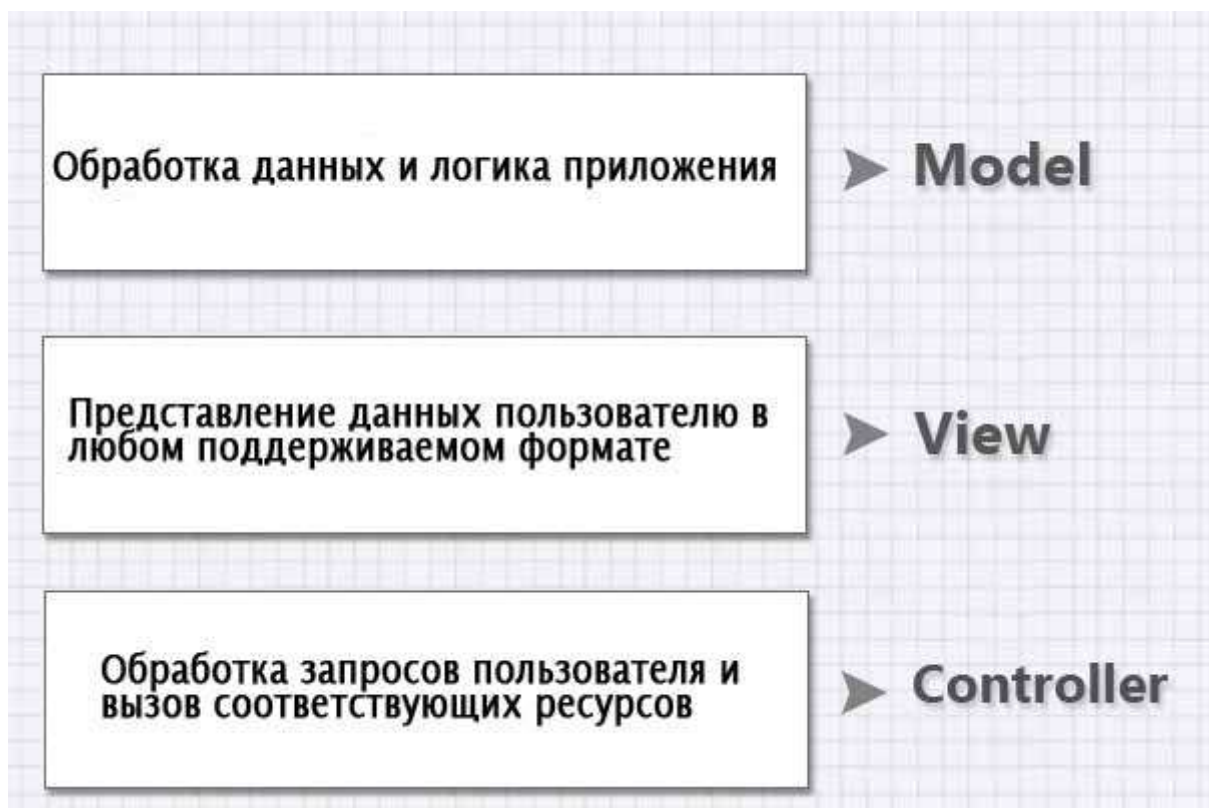 Обработка данных и логика приложения
Model
Представление данных пользователю в
любом поддерживаемом формате
View
Обработка запросов пользователя и
вызов соответствующих ресурсов
Controller